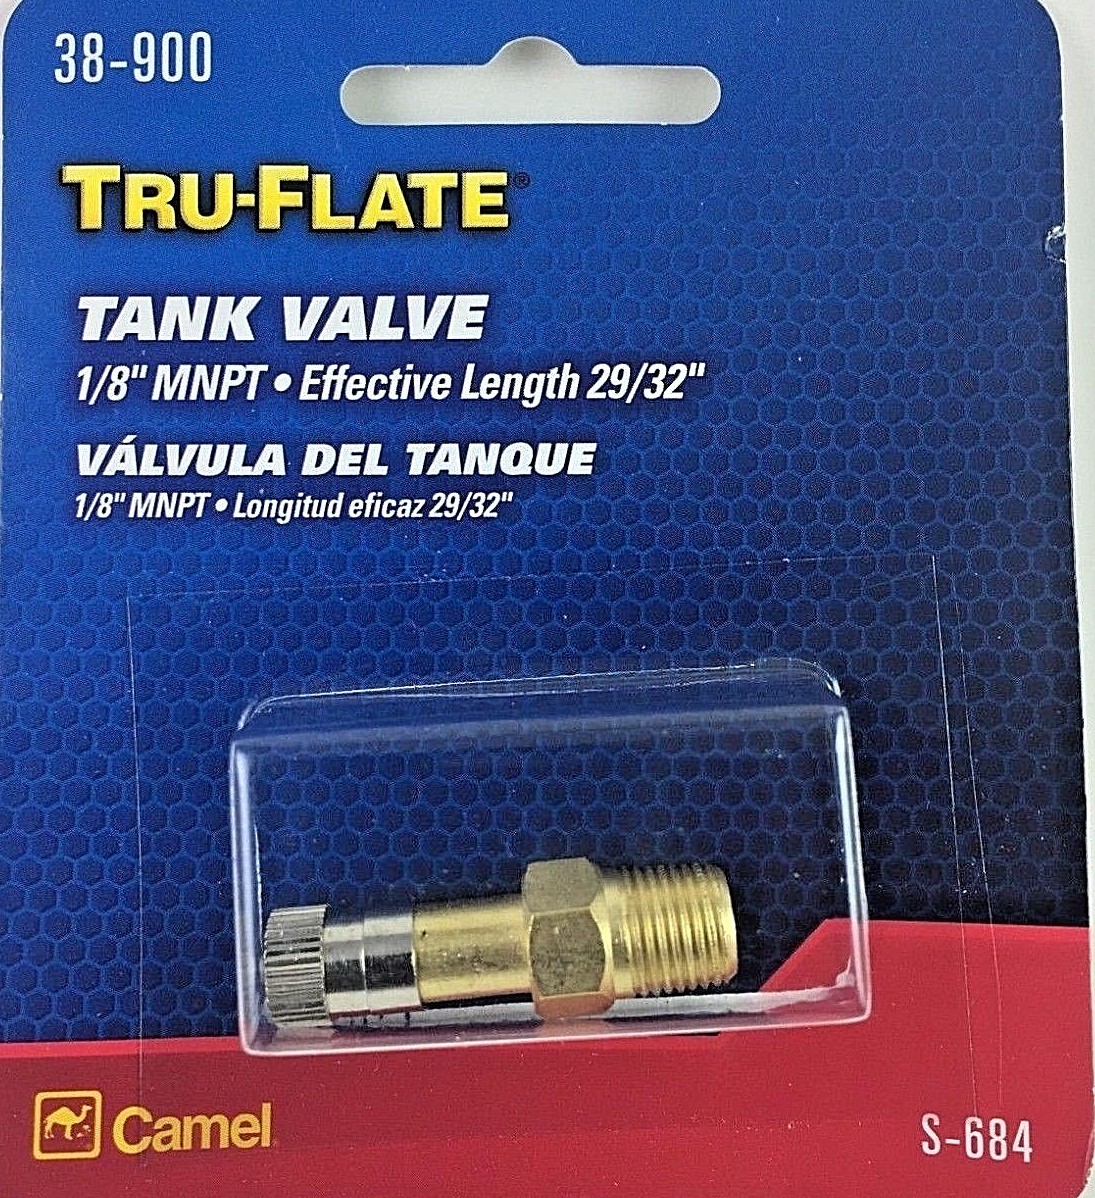 38-900
TRU-FLATE®
TANK VALVE
1/8" MNPT • Effective Length 29/32"
VÁLVULA DEL TANQUE
1/8" MNPT • Longitud eficaz 29/32"
Camel
S-684